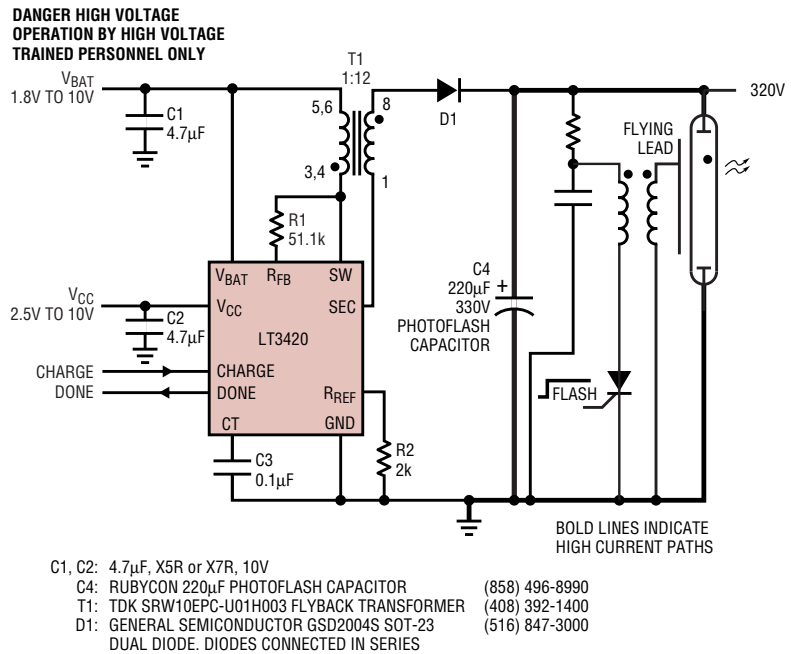 DANGER HIGH VOLTAGE
OPERATION BY HIGH VOLTAGE
TRAINED PERSONNEL ONLY
VBAT
1.8V TO 10V
C1
4.7µF
T1
1:12
5,6
8
3,4
1
D1
320V
FLYING
LEAD
R1
51.1k
VBAT
RFB
SW
VCC
SEC
LT3420
CHARGE
DONE
RREF
CT
GND
VCC
2.5V TO 10V
C2
4.7µF
CHARGE
DONE
C4
220µF
+
330V
PHOTOFLASH
CAPACITOR
FLASH
R2
2k
C3
0.1µF
BOLD LINES INDICATE
HIGH CURRENT PATHS
C1, C2: 4.7µF, X5R or X7R, 10V
C4: RUBYCON 220µF PHOTOFLASH CAPACITOR (858) 496-8990
T1: TDK SRW10EPC-U01H003 FLYBACK TRANSFORMER (408) 392-1400
D1: GENERAL SEMICONDUCTOR GSD2004S SOT-23 (516) 847-3000
DUAL DIODE. DIODES CONNECTED IN SERIES